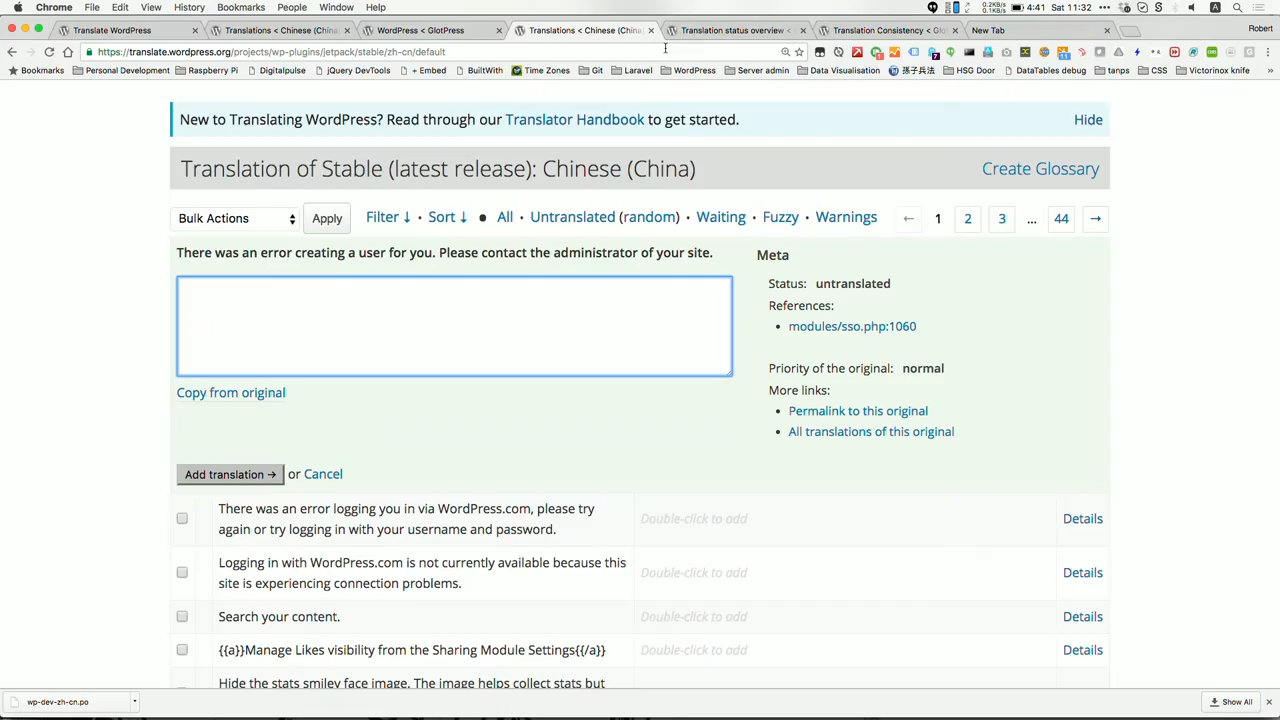 Chrome File Edit View History Bookmarks People Window Help
0.2KB/s
0.1KB/s
4:41 Sat 11:32
Translate WordPress
Translations < Chinese (China
WordPress < GlotPress
Translations < Chinese (China
Translation status overview <
Translation Consistency < Glo
New Tab
Robert
https://translate.wordpress.org/projects/wp-plugins/jetpack/stable/zh-cn/default
Bookmarks Personal Development Raspberry Pi Digitalpulse jQuery DevTools + Embed BuiltWith Time Zones Git Laravel WordPress Server admin Data Visualisation 孫子兵法 HSG Door DataTables debug tanps CSS Victorinox knife »
New to Translating WordPress? Read through our Translator Handbook to get started. Hide
Translation of Stable (latest release): Chinese (China) Create Glossary
Bulk Actions Apply Filter ↓ • Sort ↓ All • Untranslated (random) • Waiting • Fuzzy • Warnings ← 1 2 3 ... 44 →
There was an error creating a user for you. Please contact the administrator of your site.
Copy from original
Add translation → or Cancel
Meta
Status: untranslated
References:
• modules/sso.php:1060
Priority of the original: normal
More links:
• Permalink to this original
• All translations of this original
There was an error logging you in via WordPress.com, please try
again or try logging in with your username and password.
Double-click to add Details
Logging in with WordPress.com is not currently available because this
site is experiencing connection problems.
Double-click to add Details
Search your content. Double-click to add Details
{{a}}Manage Likes visibility from the Sharing Module Settings{{/a}} Double-click to add Details
Hide the stats smiley face image. The image helps collect stats but
wp-dev-zh-cn.po
Show All